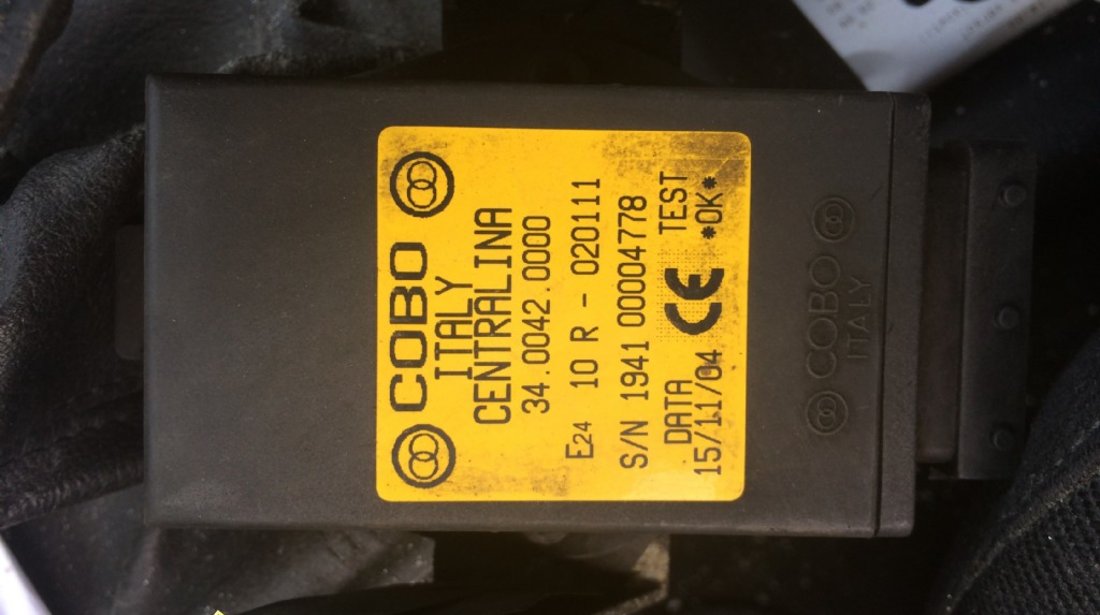 COBO
ITALY
CENTRALINA
34.0042.0000
E24 10 R - 020111
S/N 1941 00004778
DATA
TEST
15/11/04 CE *OK*
COBO
ITALY